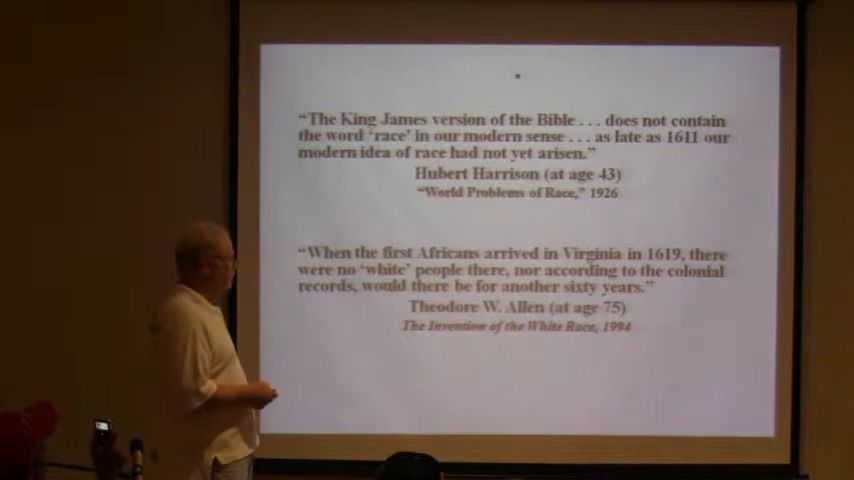 “The King James version of the Bible . . . does not contain
the word ‘race’ in our modern sense . . . as late as 1611 our
modern idea of race had not yet arisen.”
Hubert Harrison (at age 43)
“World Problems of Race,” 1926
“When the first Africans arrived in Virginia in 1619, there
were no ‘white’ people there, nor according to the colonial
records, would there be for another sixty years.”
Theodore W. Allen (at age 75)
The Invention of the White Race, 1994